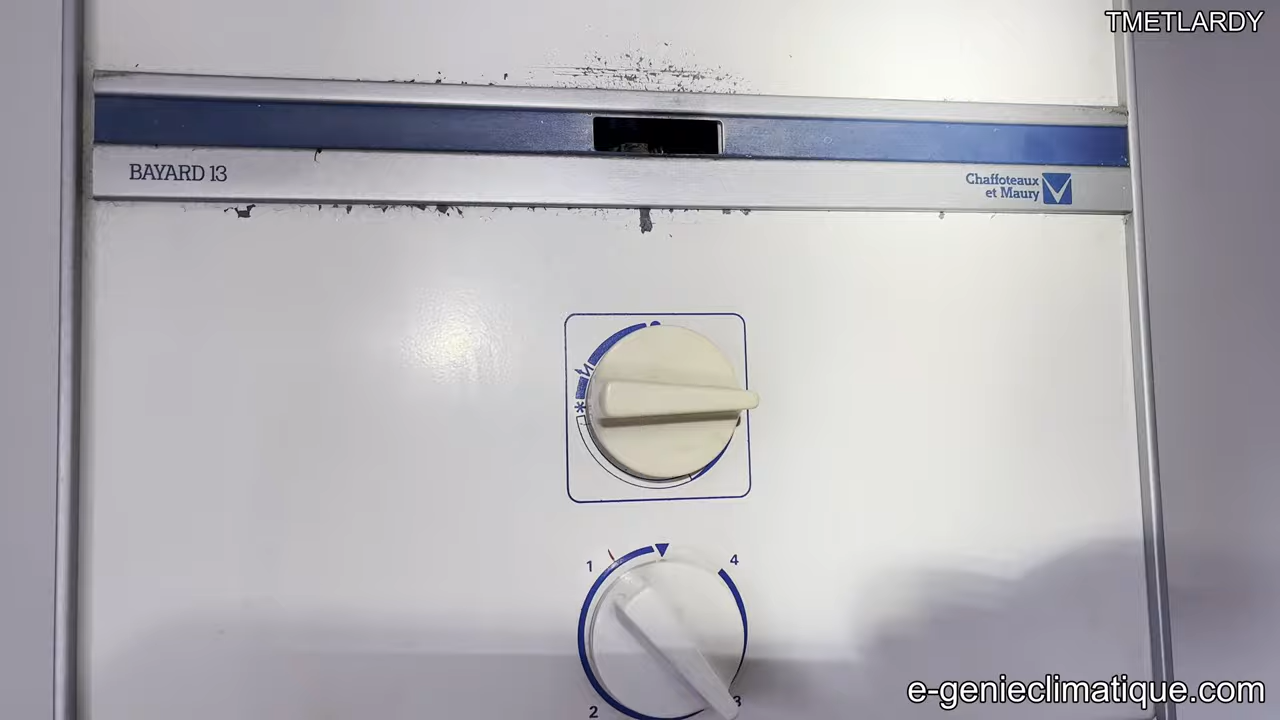 TMETLARDY
BAYARD 13
Chaffoteaux
et Maury
1
4
2
3
e-genieclimatique.com